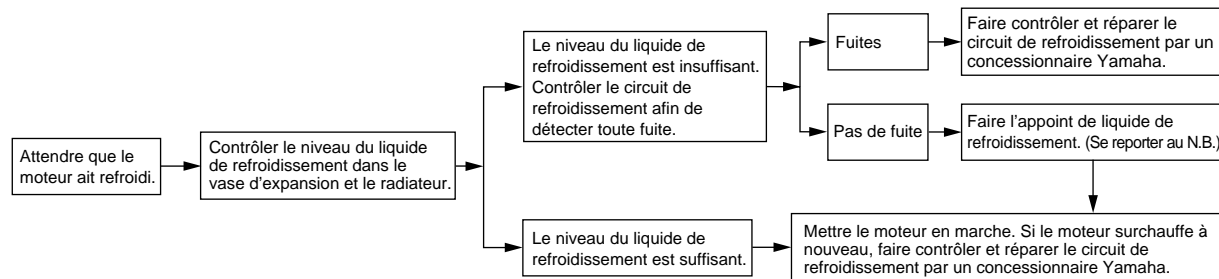 Attendre que le
moteur ait refroidi.
Contrôler le niveau du liquide
de refroidissement dans le
vase d'expansion et le radiateur.
Le niveau du liquide de
refroidissement est insuffisant.
Contrôler le circuit de
refroidissement afin de
détecter toute fuite.
Fuites
Faire contrôler et réparer le
circuit de refroidissement par un
concessionnaire Yamaha.
Pas de fuite
Faire l'appoint de liquide de
refroidissement. (Se reporter au N.B.)
Le niveau du liquide de
refroidissement est suffisant.
Mettre le moteur en marche. Si le moteur surchauffe à
nouveau, faire contrôler et réparer le circuit de
refroidissement par un concessionnaire Yamaha.